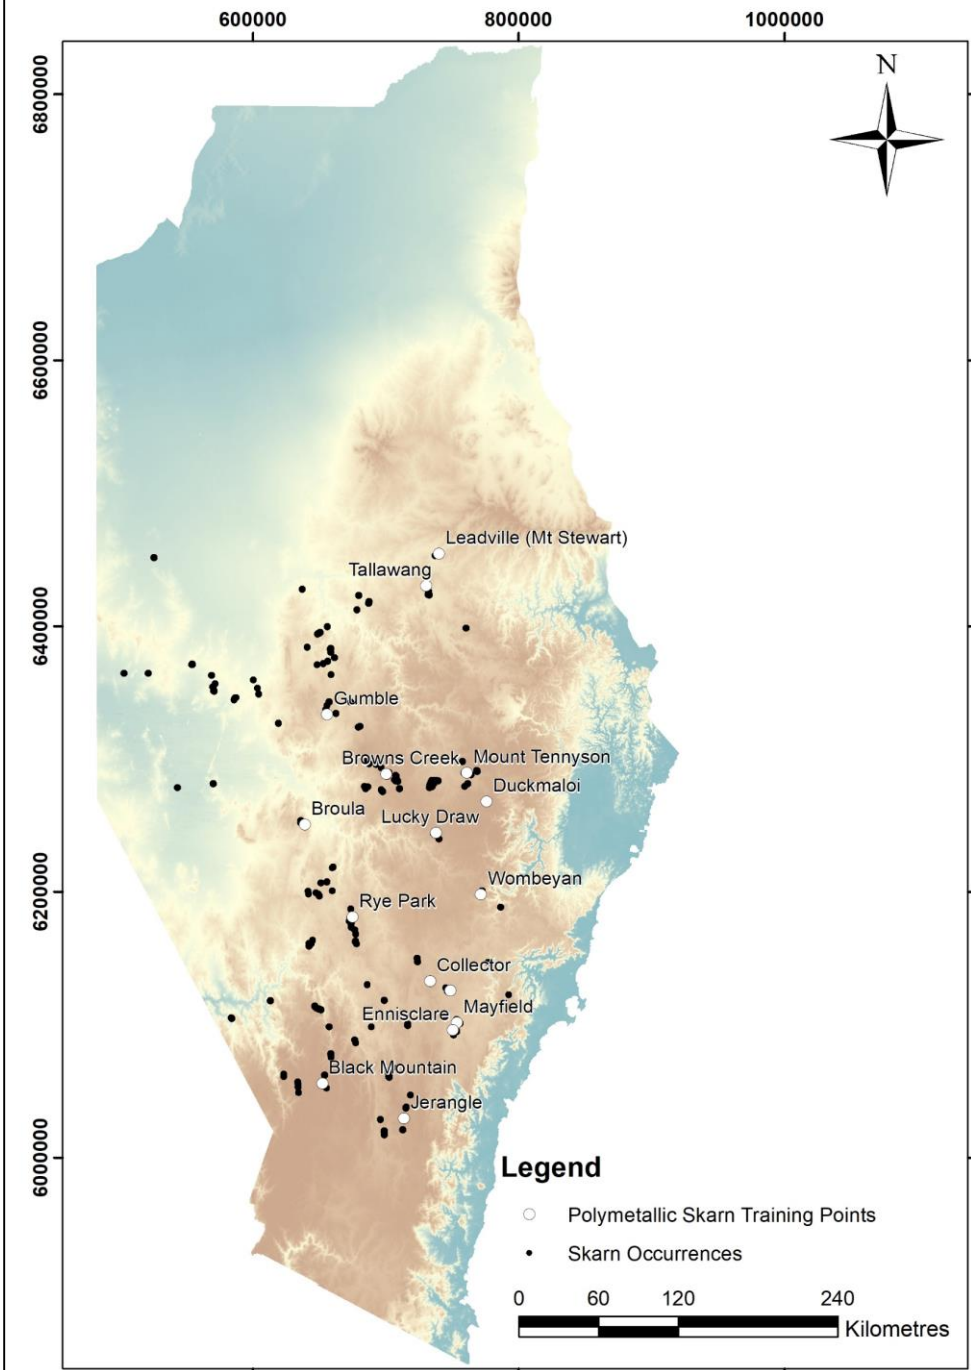 600000 800000 1000000
N
6800000
6600000
6400000
6200000
6000000
Leadville (Mt Stewart)
Tallawang
Gumble
Browns Creek
Mount Tennyson
Duckmaloi
Broula
Lucky Draw
Wombeyan
Rye Park
Collector
Ennisclare
Mayfield
Black Mountain
Jerangle
Legend
Polymetallic Skarn Training Points
Skarn Occurrences
0 60 120 240
Kilometres